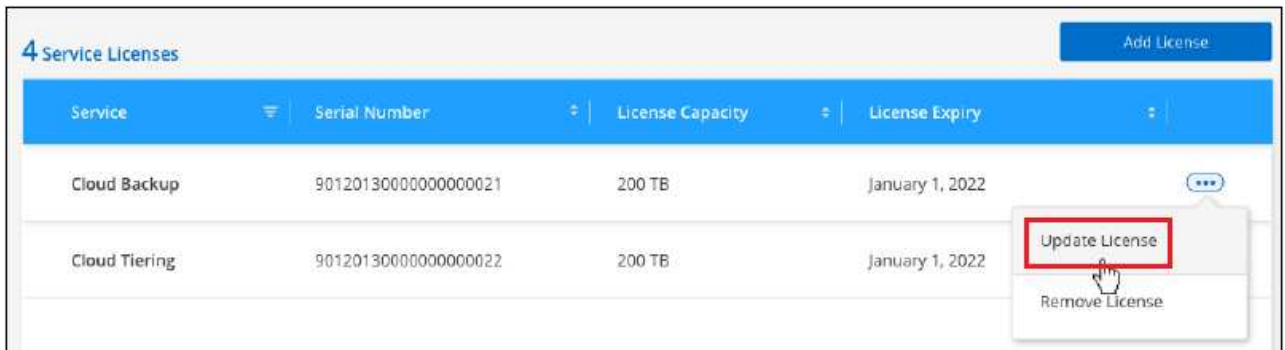 4 Service Licenses
Add License
Service Serial Number License Capacity License Expiry
Cloud Backup 90120130000000000021 200 TB January 1, 2022
Update License
Cloud Tiering 90120130000000000022 200 TB January 1, 2022
Remove License